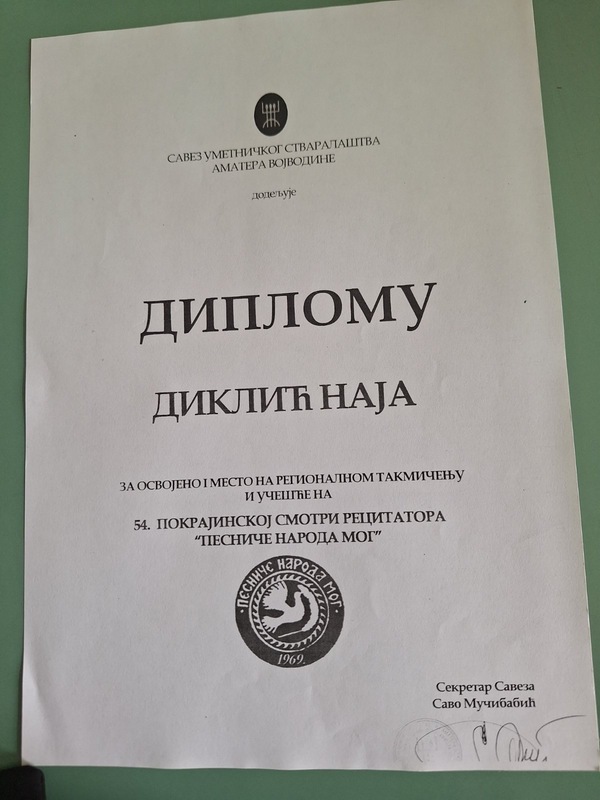 САВЕЗ УМЕТНИЧКОГ СТВАРАЛАШТВА
АМАТЕРА ВОЈВОДИНЕ
додељује
ДИПЛОМУ
ДИКЛИЋ НАЈА
ЗА ОСВОЈЕНО I МЕСТО НА РЕГИОНАЛНОМ ТАКМИЧЕЊУ
И УЧЕШЋЕ НА
54. ПОКРАЈИНСКОЈ СМОТРИ РЕЦИТАТОРА
“ПЕСНИЧЕ НАРОДА МОГ”
·ПЕСНИЧЕ НАРОДА МОГ·
1969.
Секретар Савеза
Саво Мучибабић